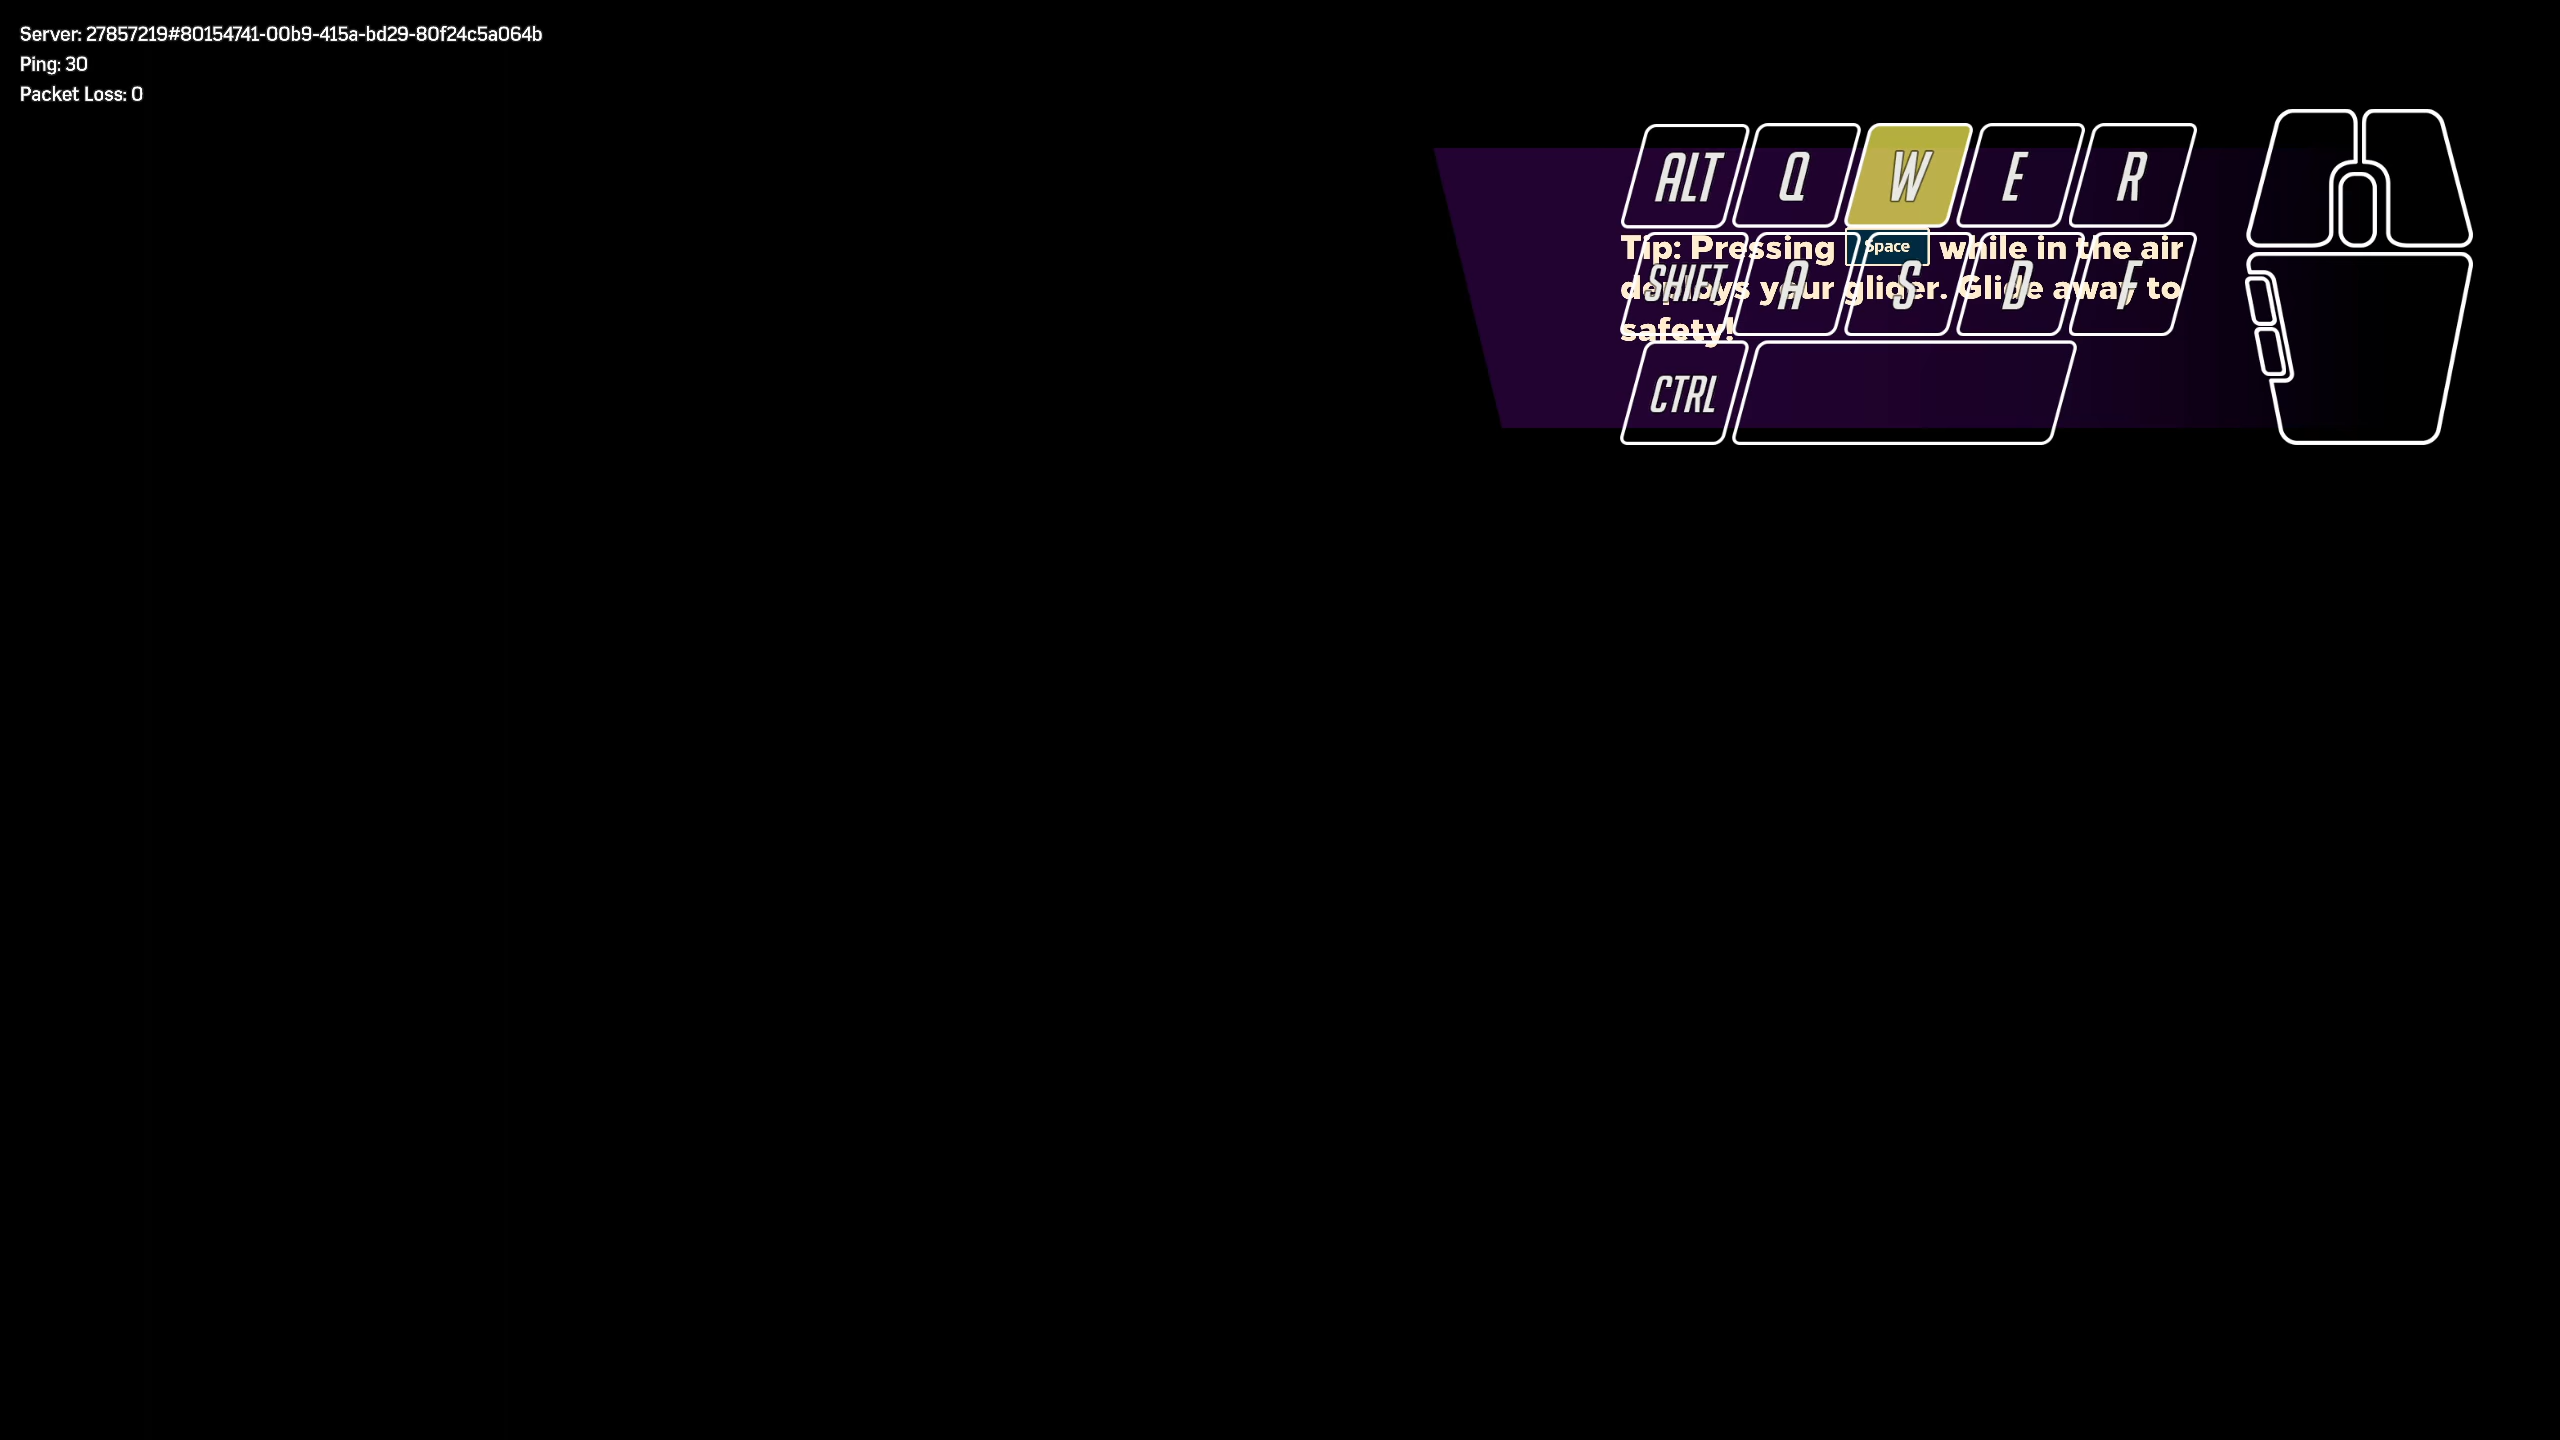 Server: 27857219#80154741-00b9-415a-bd29-80f24c5a064b
Ping: 30
Packet Loss: 0
ALT Q W E R
Tip: Pressing Space while in the air
SHIFT A S D F
deploys your glider. Glide away to
safety!
CTRL